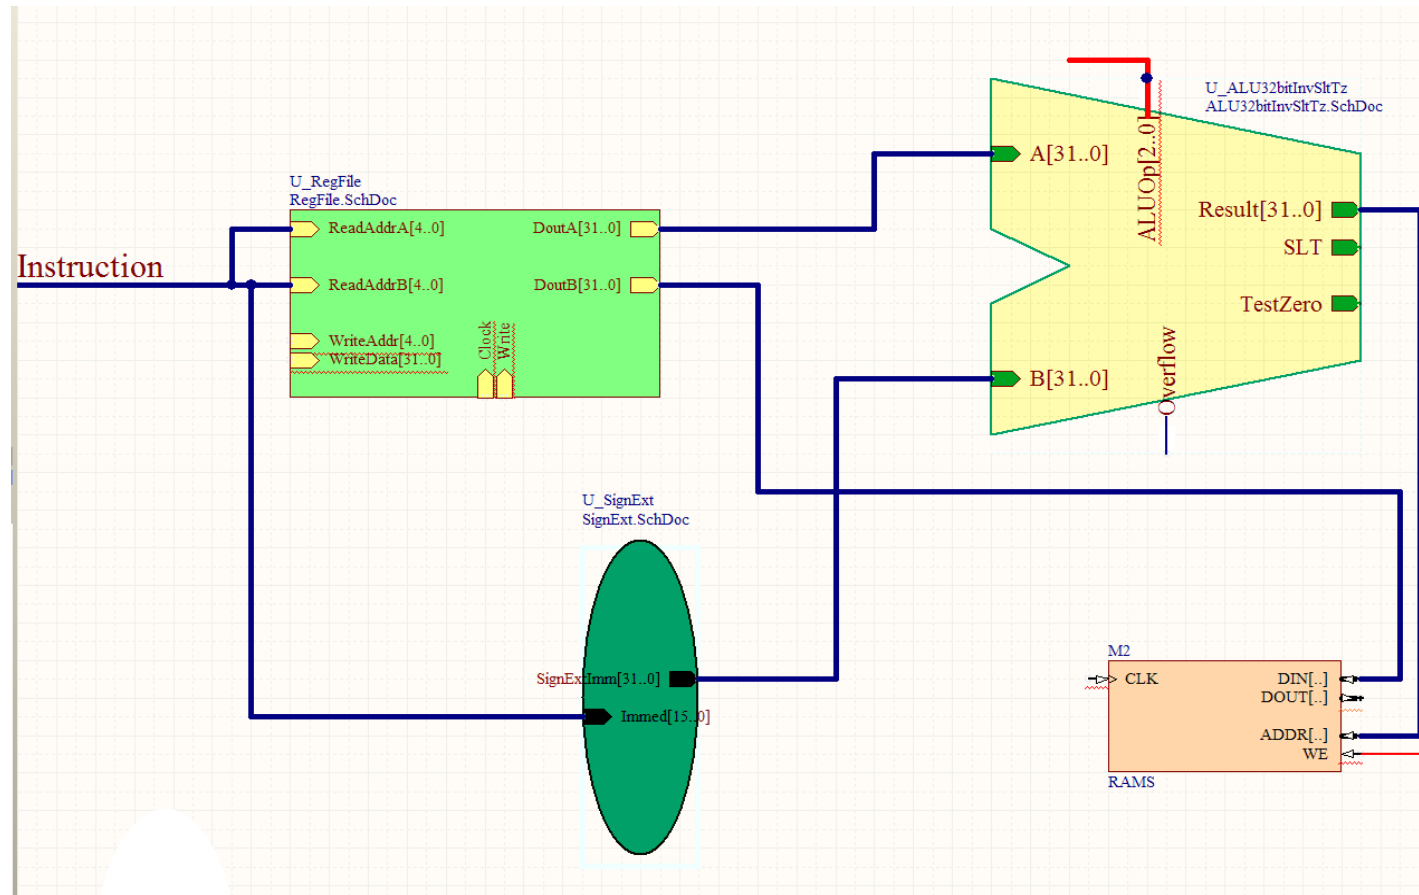 U_ALU32bitInvSltTz
ALU32bitInvSltTz.SchDoc
ALUOp[2..0]
A[31..0]
Result[31..0]
SLT
TestZero
B[31..0]
Overflow
U_RegFile
RegFile.SchDoc
ReadAddrA[4..0]
DoutA[31..0]
Instruction
ReadAddrB[4..0]
DoutB[31..0]
WriteAddr[4..0]
WriteData[31..0]
Clock
Write
U_SignExt
SignExt.SchDoc
SignExtImm[31..0]
Immed[15..0]
M2
CLK
DIN[..]
DOUT[..]
ADDR[..]
WE
RAMS